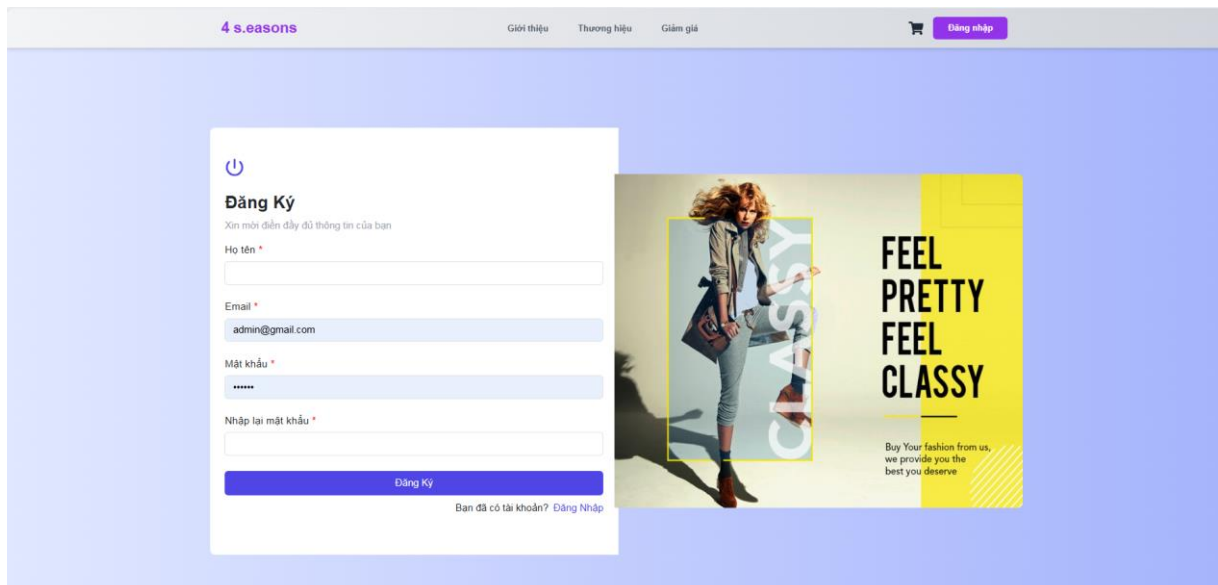 4 s.easons
Giới thiệu
Thương hiệu
Giảm giá
Đăng nhập
Đăng Ký
Xin mời điền đầy đủ thông tin của bạn
Họ tên *
Email *
admin@gmail.com
Mật khẩu *
••••••
Nhập lại mật khẩu *
Đăng Ký
Bạn đã có tài khoản? Đăng Nhập
CLASSY
FEEL
PRETTY
FEEL
CLASSY
Buy Your fashion from us,
we provide you the
best you deserve